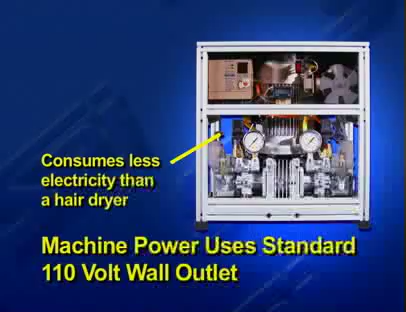 Consumes less
electricity than
a hair dryer
Machine Power Uses Standard
110 Volt Wall Outlet